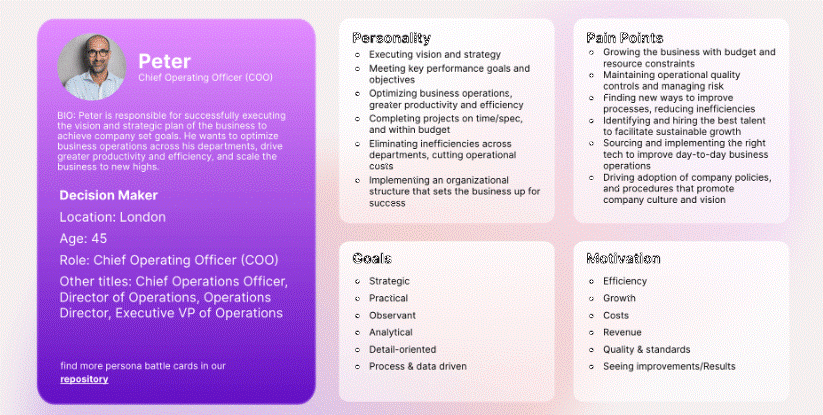 Peter
Chief Operating Officer (COO)
BIO: Peter is responsible for successfully executing
the vision and strategic plan of the business to
achieve company set goals. He wants to optimize
business operations across his departments, drive
greater productivity and efficiency, and scale the
business to new highs.
Decision Maker
Location: London
Age: 45
Role: Chief Operating Officer (COO)
Other titles: Chief Operations Officer,
Director of Operations, Operations
Director, Executive VP of Operations
find more persona battle cards in our
repository
Personality
Executing vision and strategy
Meeting key performance goals and
objectives
Optimizing business operations,
greater productivity and efficiency
Completing projects on time/spec,
and within budget
Eliminating inefficiencies across
departments, cutting operational
costs
Implementing an organizational
structure that sets the business up for
success
Pain Points
Growing the business with budget and
resource constraints
Maintaining operational quality
controls and managing risk
Finding new ways to improve
processes, reducing inefficiencies
Identifying and hiring the best talent
to facilitate sustainable growth
Sourcing and implementing the right
tech to improve day-to-day business
operations
Driving adoption of company policies,
and procedures that promote
company culture and vision
Goals
Strategic
Practical
Observant
Analytical
Detail-oriented
Process & data driven
Motivation
Efficiency
Growth
Costs
Revenue
Quality & standards
Seeing improvements/Results